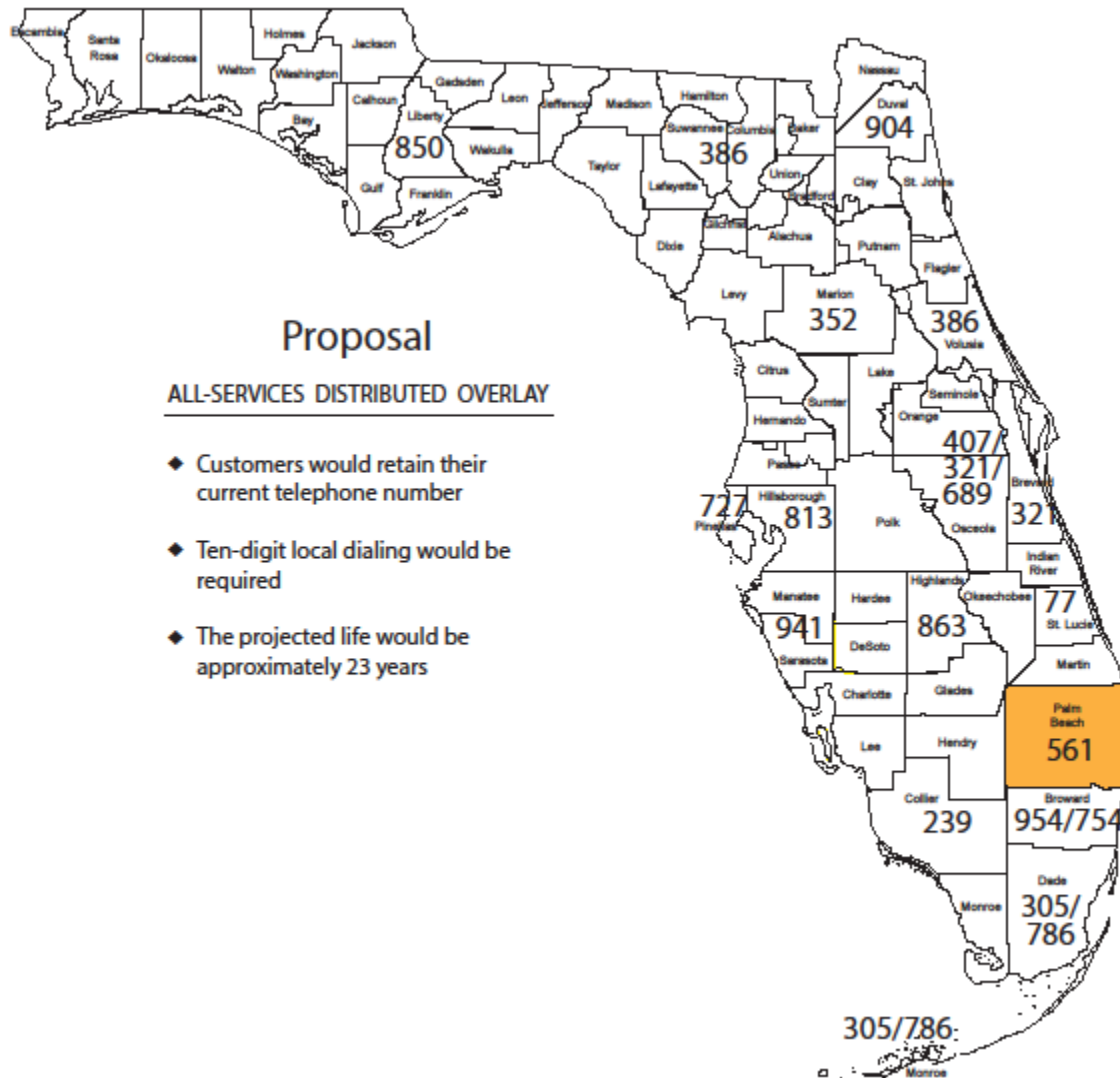 Escambia
Santa
Rosa
Okaloosa
Walton
Holmes
Washington
Jackson
Bay
Calhoun
Gulf
Liberty
850
Franklin
Gadsden
Leon
Wakulla
Jefferson
Madison
Taylor
Hamilton
Suwannee
Columbia
386
Lafayette
Dixie
Gilchrist
Baker
Union
Bradford
Alachua
Nassau
Duval
904
Clay
St. Johns
Putnam
Flagler
Levy
Marion
352
386
Volusia
Citrus
Sumter
Lake
Hernando
Pasco
Seminole
Orange
407/
321/
689
Osceola
Brevard
321
727
Pinellas
Hillsborough
813
Polk
Indian
River
Manatee
941
Sarasota
Hardee
DeSoto
Highlands
863
Okeechobee
77
St. Lucie
Martin
Charlotte
Glades
Lee
Hendry
Palm
Beach
561
Collier
239
Broward
954/754
Monroe
Dade
305/
786
305/786
Monroe
Proposal
ALL-SERVICES DISTRIBUTED OVERLAY
◆ Customers would retain their
current telephone number
◆ Ten-digit local dialing would be
required
◆ The projected life would be
approximately 23 years